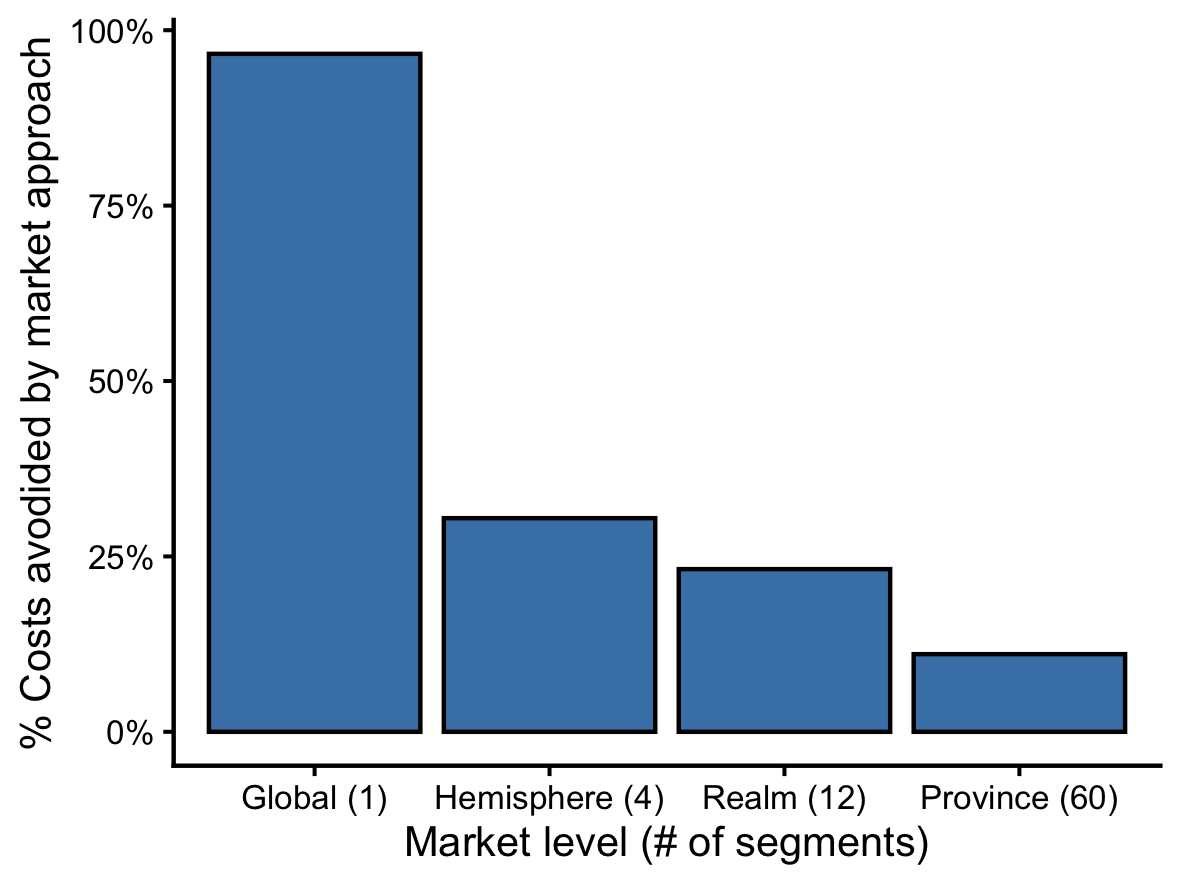 % Costs avodided by market approach
100%
75%
50%
25%
0%
Global (1) Hemisphere (4) Realm (12) Province (60)
Market level (# of segments)